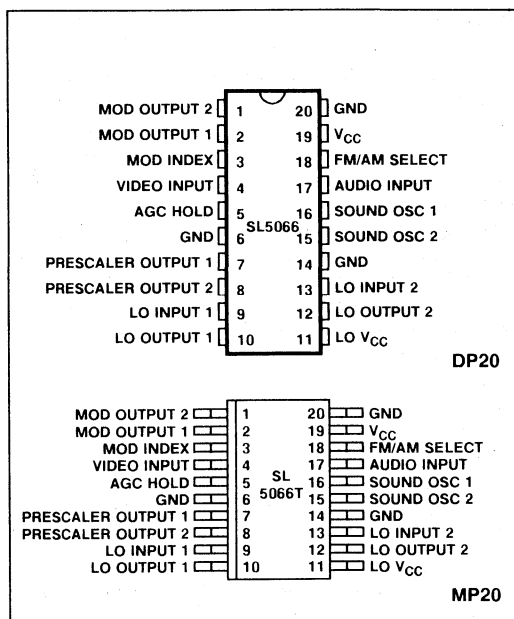 MOD OUTPUT 2 1 20 GND
MOD OUTPUT 1 2 19 VCC
MOD INDEX 3 18 FM/AM SELECT
VIDEO INPUT 4 17 AUDIO INPUT
AGC HOLD 5 16 SOUND OSC 1
SL5066
GND 6 15 SOUND OSC 2
PRESCALER OUTPUT 1 7 14 GND
PRESCALER OUTPUT 2 8 13 LO INPUT 2
LO INPUT 1 9 12 LO OUTPUT 2
LO OUTPUT 1 10 11 LO VCC
DP20
MOD OUTPUT 2 1 20 GND
MOD OUTPUT 1 2 19 VCC
MOD INDEX 3 18 FM/AM SELECT
VIDEO INPUT 4 17 AUDIO INPUT
AGC HOLD 5 SL 16 SOUND OSC 1
GND 6 5066T 15 SOUND OSC 2
PRESCALER OUTPUT 1 7 14 GND
PRESCALER OUTPUT 2 8 13 LO INPUT 2
LO INPUT 1 9 12 LO OUTPUT 2
LO OUTPUT 1 10 11 LO VCC
MP20